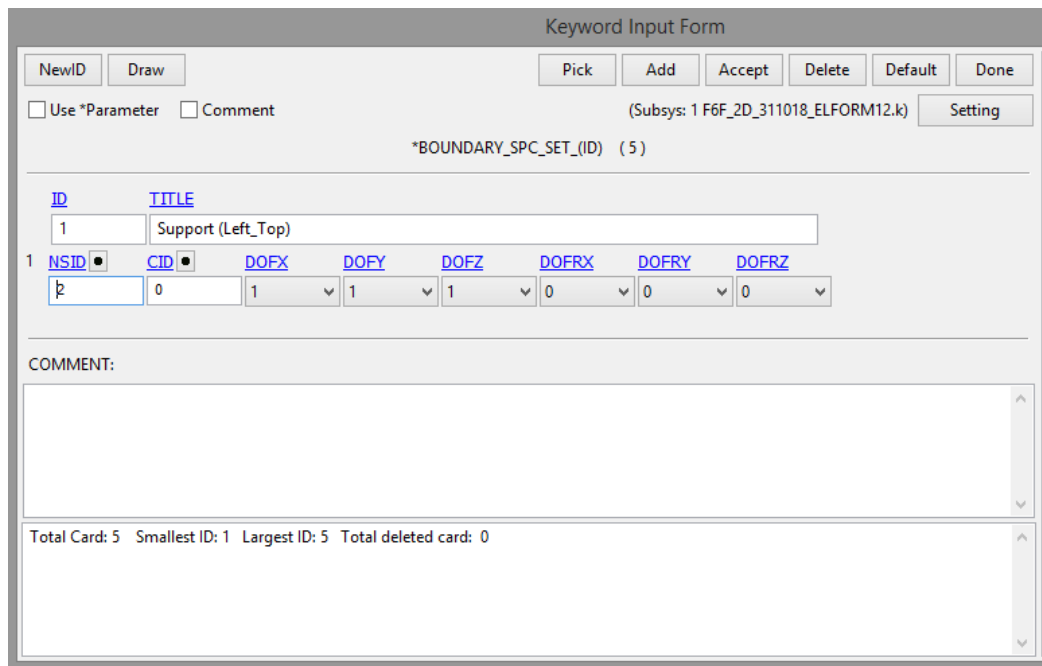 Keyword Input Form
NewID Draw Pick Add Accept Delete Default Done
Use *Parameter Comment (Subsys: 1 F6F_2D_311018_ELFORM12.k) Setting
*BOUNDARY_SPC_SET_(ID) (5)
ID TITLE
1 Support (Left_Top)
1 NSID CID DOFX DOFY DOFZ DOFRX DOFRY DOFRZ
2 0 1 1 1 0 0 0
COMMENT:
Total Card: 5 Smallest ID: 1 Largest ID: 5 Total deleted card: 0